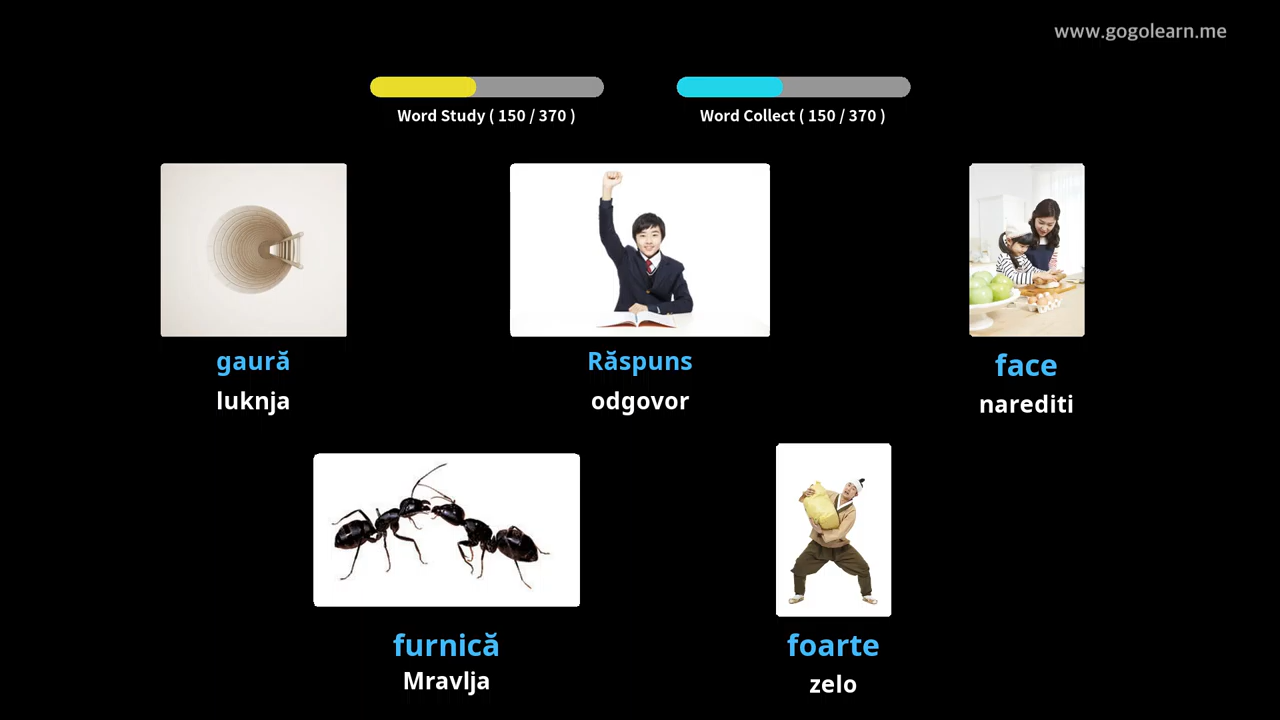 www.gogolearn.me
Word Study ( 150 / 370 )
Word Collect ( 150 / 370 )
gaură
luknja
Răspuns
odgovor
face
narediti
furnică
Mravlja
foarte
zelo